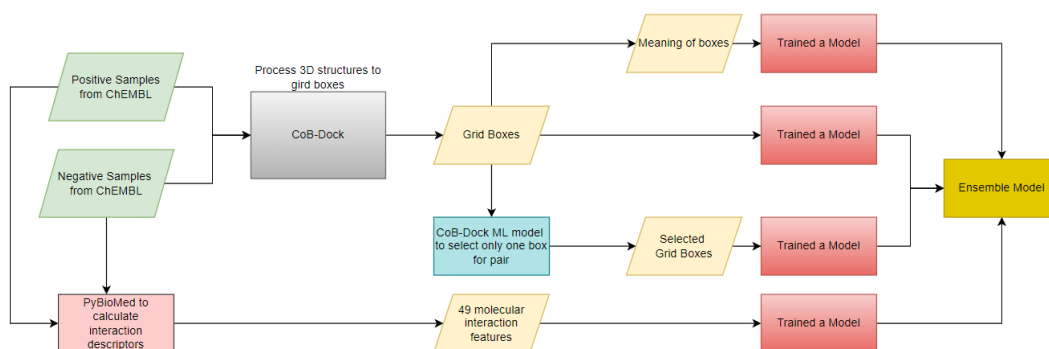 Positive Samples
from ChEMBL
Negative Samples
from ChEMBL
Process 3D structures to
gird boxes
CoB-Dock
Meaning of boxes
Trained a Model
Grid Boxes
Trained a Model
CoB-Dock ML model
to select only one box
for pair
Selected
Grid Boxes
Trained a Model
Ensemble Model
PyBioMed to
calculate
interaction
descriptors
49 molecular
interaction
features
Trained a Model